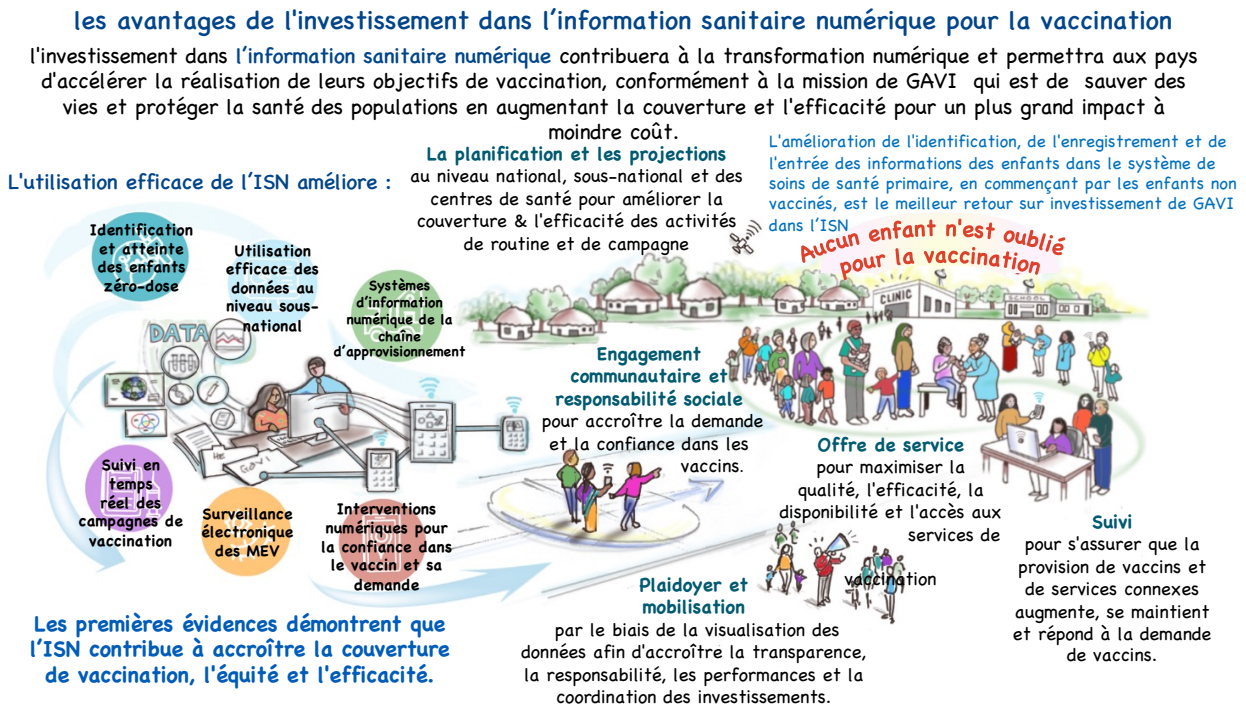 les avantages de l'investissement dans l’information sanitaire numérique pour la vaccination
l'investissement dans l’information sanitaire numérique contribuera à la transformation numérique et permettra aux pays
d'accélérer la réalisation de leurs objectifs de vaccination, conformément à la mission de GAVI qui est de sauver des
vies et protéger la santé des populations en augmentant la couverture et l'efficacité pour un plus grand impact à
moindre coût.
L'utilisation efficace de l’ISN améliore :
La planification et les projections
au niveau national, sous-national et des
centres de santé pour améliorer la
couverture & l'efficacité des activités
de routine et de campagne
L'amélioration de l'identification, de l'enregistrement et de
l'entrée des informations des enfants dans le système de
soins de santé primaire, en commençant par les enfants non
vaccinés, est le meilleur retour sur investissement de GAVI
dans l’ISN
Aucun enfant n'est oublié
pour la vaccination
Identification
et atteinte
des enfants
zéro-dose
Utilisation
efficace des
données au
niveau sous-
national
Systèmes
d’information
numérique de la
chaîne
d’approvisionnement
DATA
CLINIC
SCHOOL
HE
Gavi
Engagement
communautaire et
responsabilité sociale
pour accroître la demande
et la confiance dans les
vaccins.
Offre de service
pour maximiser la
qualité, l'efficacité, la
disponibilité et l'accès aux
services de
vaccination
Suivi en
temps
réel des
campagnes de
vaccination
Surveillance
électronique
des MEV
Interventions
numériques pour
la confiance dans
le vaccin et sa
demande
Suivi
pour s'assurer que la
provision de vaccins et
de services connexes
augmente, se maintient
et répond à la demande
de vaccins.
Plaidoyer et
mobilisation
par le biais de la visualisation des
données afin d'accroître la transparence,
la responsabilité, les performances et la
coordination des investissements.
Les premières évidences démontrent que
l’ISN contribue à accroître la couverture
de vaccination, l'équité et l'efficacité.